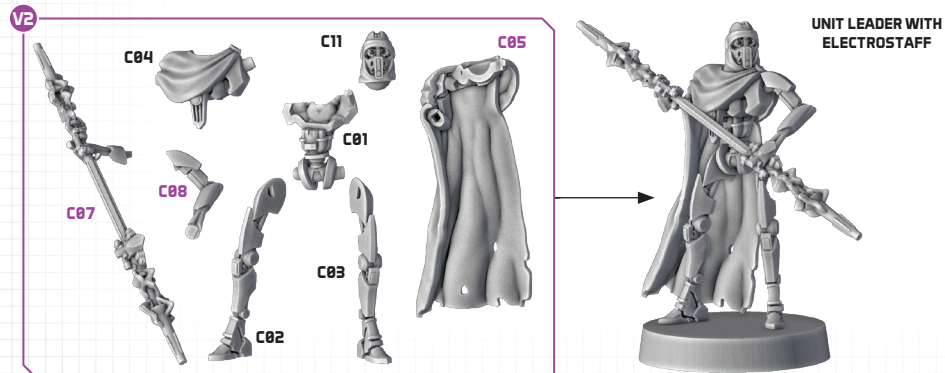 V2
C04
C11
C05
UNIT LEADER WITH
ELECTROSTAFF
C01
C08
C07
C03
C02